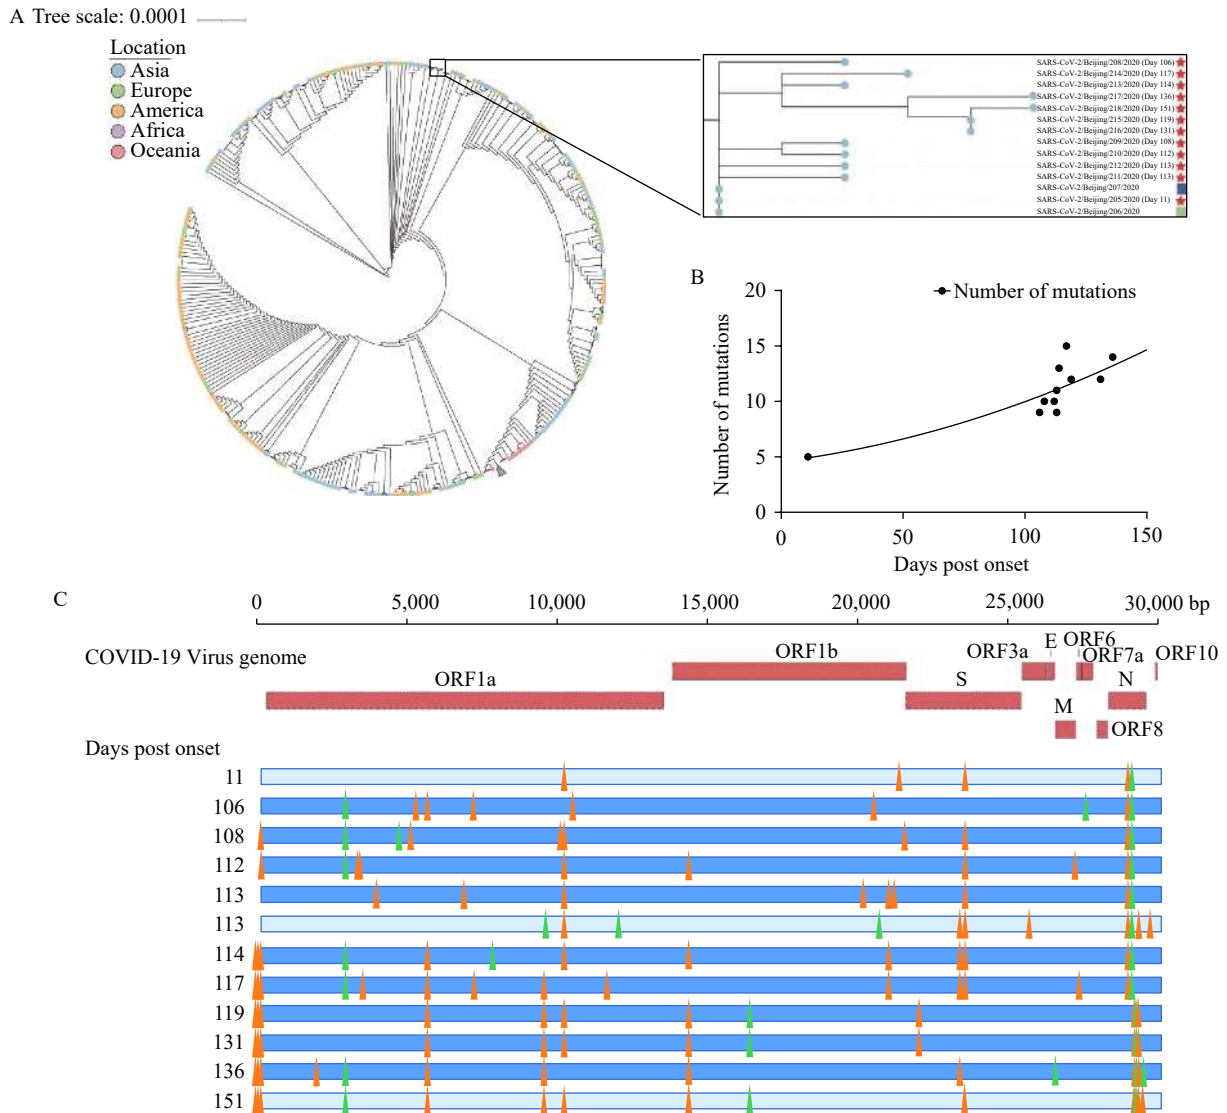 A Tree scale: 0.0001
Location
Asia
Europe
America
Africa
Oceania
SARS-CoV-2/Beijing/208/2020 (Day 106)
SARS-CoV-2/Beijing/214/2020 (Day 117)
SARS-CoV-2/Beijing/213/2020 (Day 114)
SARS-CoV-2/Beijing/217/2020 (Day 136)
SARS-CoV-2/Beijing/218/2020 (Day 151)
SARS-CoV-2/Beijing/215/2020 (Day 119)
SARS-CoV-2/Beijing/216/2020 (Day 131)
SARS-CoV-2/Beijing/209/2020 (Day 108)
SARS-CoV-2/Beijing/210/2020 (Day 112)
SARS-CoV-2/Beijing/212/2020 (Day 113)
SARS-CoV-2/Beijing/211/2020 (Day 113)
SARS-CoV-2/Beijing/207/2020
SARS-CoV-2/Beijing/205/2020 (Day 11)
SARS-CoV-2/Beijing/206/2020
B
Number of mutations
20
15
10
5
0
Number of mutations
0 50 100 150
Days post onset
C
0 5,000 10,000 15,000 20,000 25,000 30,000 bp
COVID-19 Virus genome
ORF1a
ORF1b
S
ORF3a
E
ORF6
ORF7a
ORF10
M
N
ORF8
Days post onset
11
106
108
112
113
113
114
117
119
131
136
151